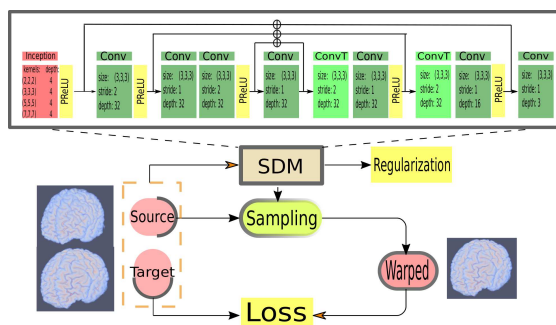 Inception
Conv
Conv
Conv
Conv
ConvT
Conv
ConvT
Conv
Conv
kernels: depth:
(2,2,2) 4
(3,3,3) 4
(5,5,5) 4
(7,7,7) 4
PReLU
size: (3,3,3)
stride: 2
depth: 32
PReLU
size: (3,3,3)
stride: 1
depth: 32
size: (3,3,3)
stride: 2
depth: 32
PReLU
size: (3,3,3)
stride: 1
depth: 32
size: (3,3,3)
stride: 2
depth: 32
size: (3,3,3)
stride: 1
depth: 32
PReLU
size: (3,3,3)
stride: 2
depth: 32
size: (3,3,3)
stride: 1
depth: 16
PReLU
size: (3,3,3)
stride: 1
depth: 3
SDM
Regularization
Source
Sampling
Target
Warped
Loss